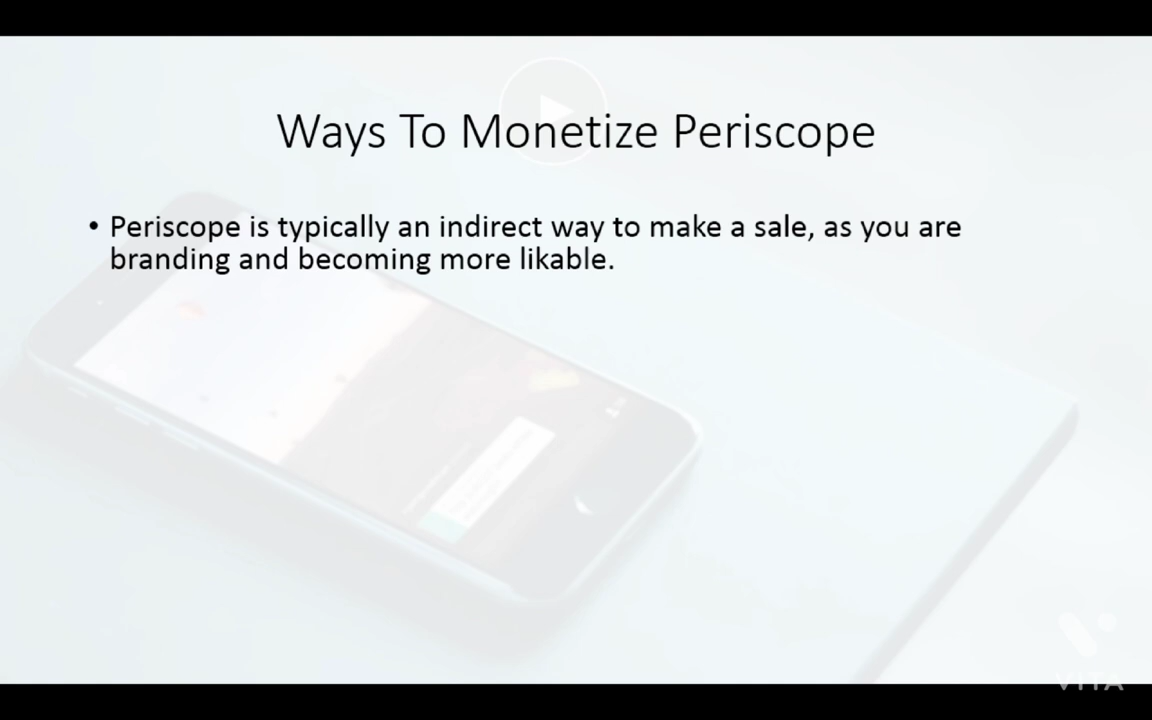 Ways To Monetize Periscope
• Periscope is typically an indirect way to make a sale, as you are
branding and becoming more likable.
VITA